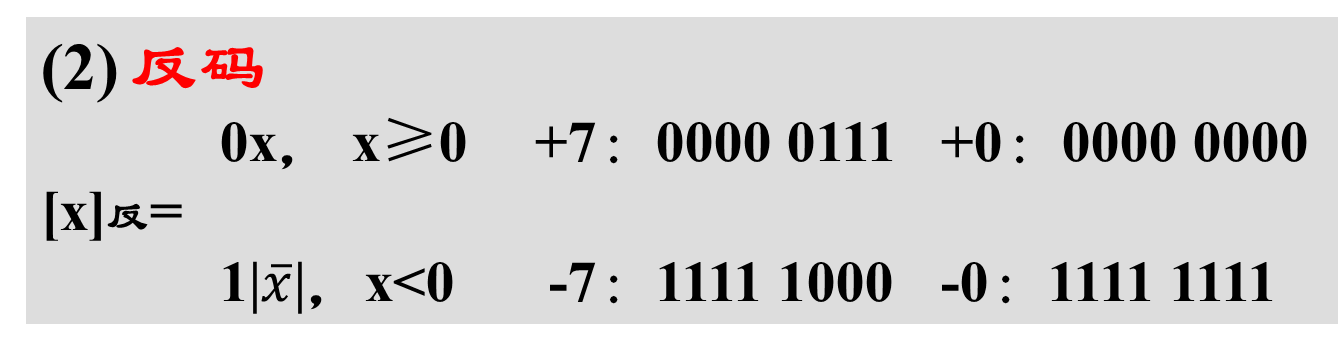 (2) 反码
0x, x≥0 +7: 0000 0111 +0: 0000 0000
[x]反=
1|x̄|, x<0 -7: 1111 1000 -0: 1111 1111